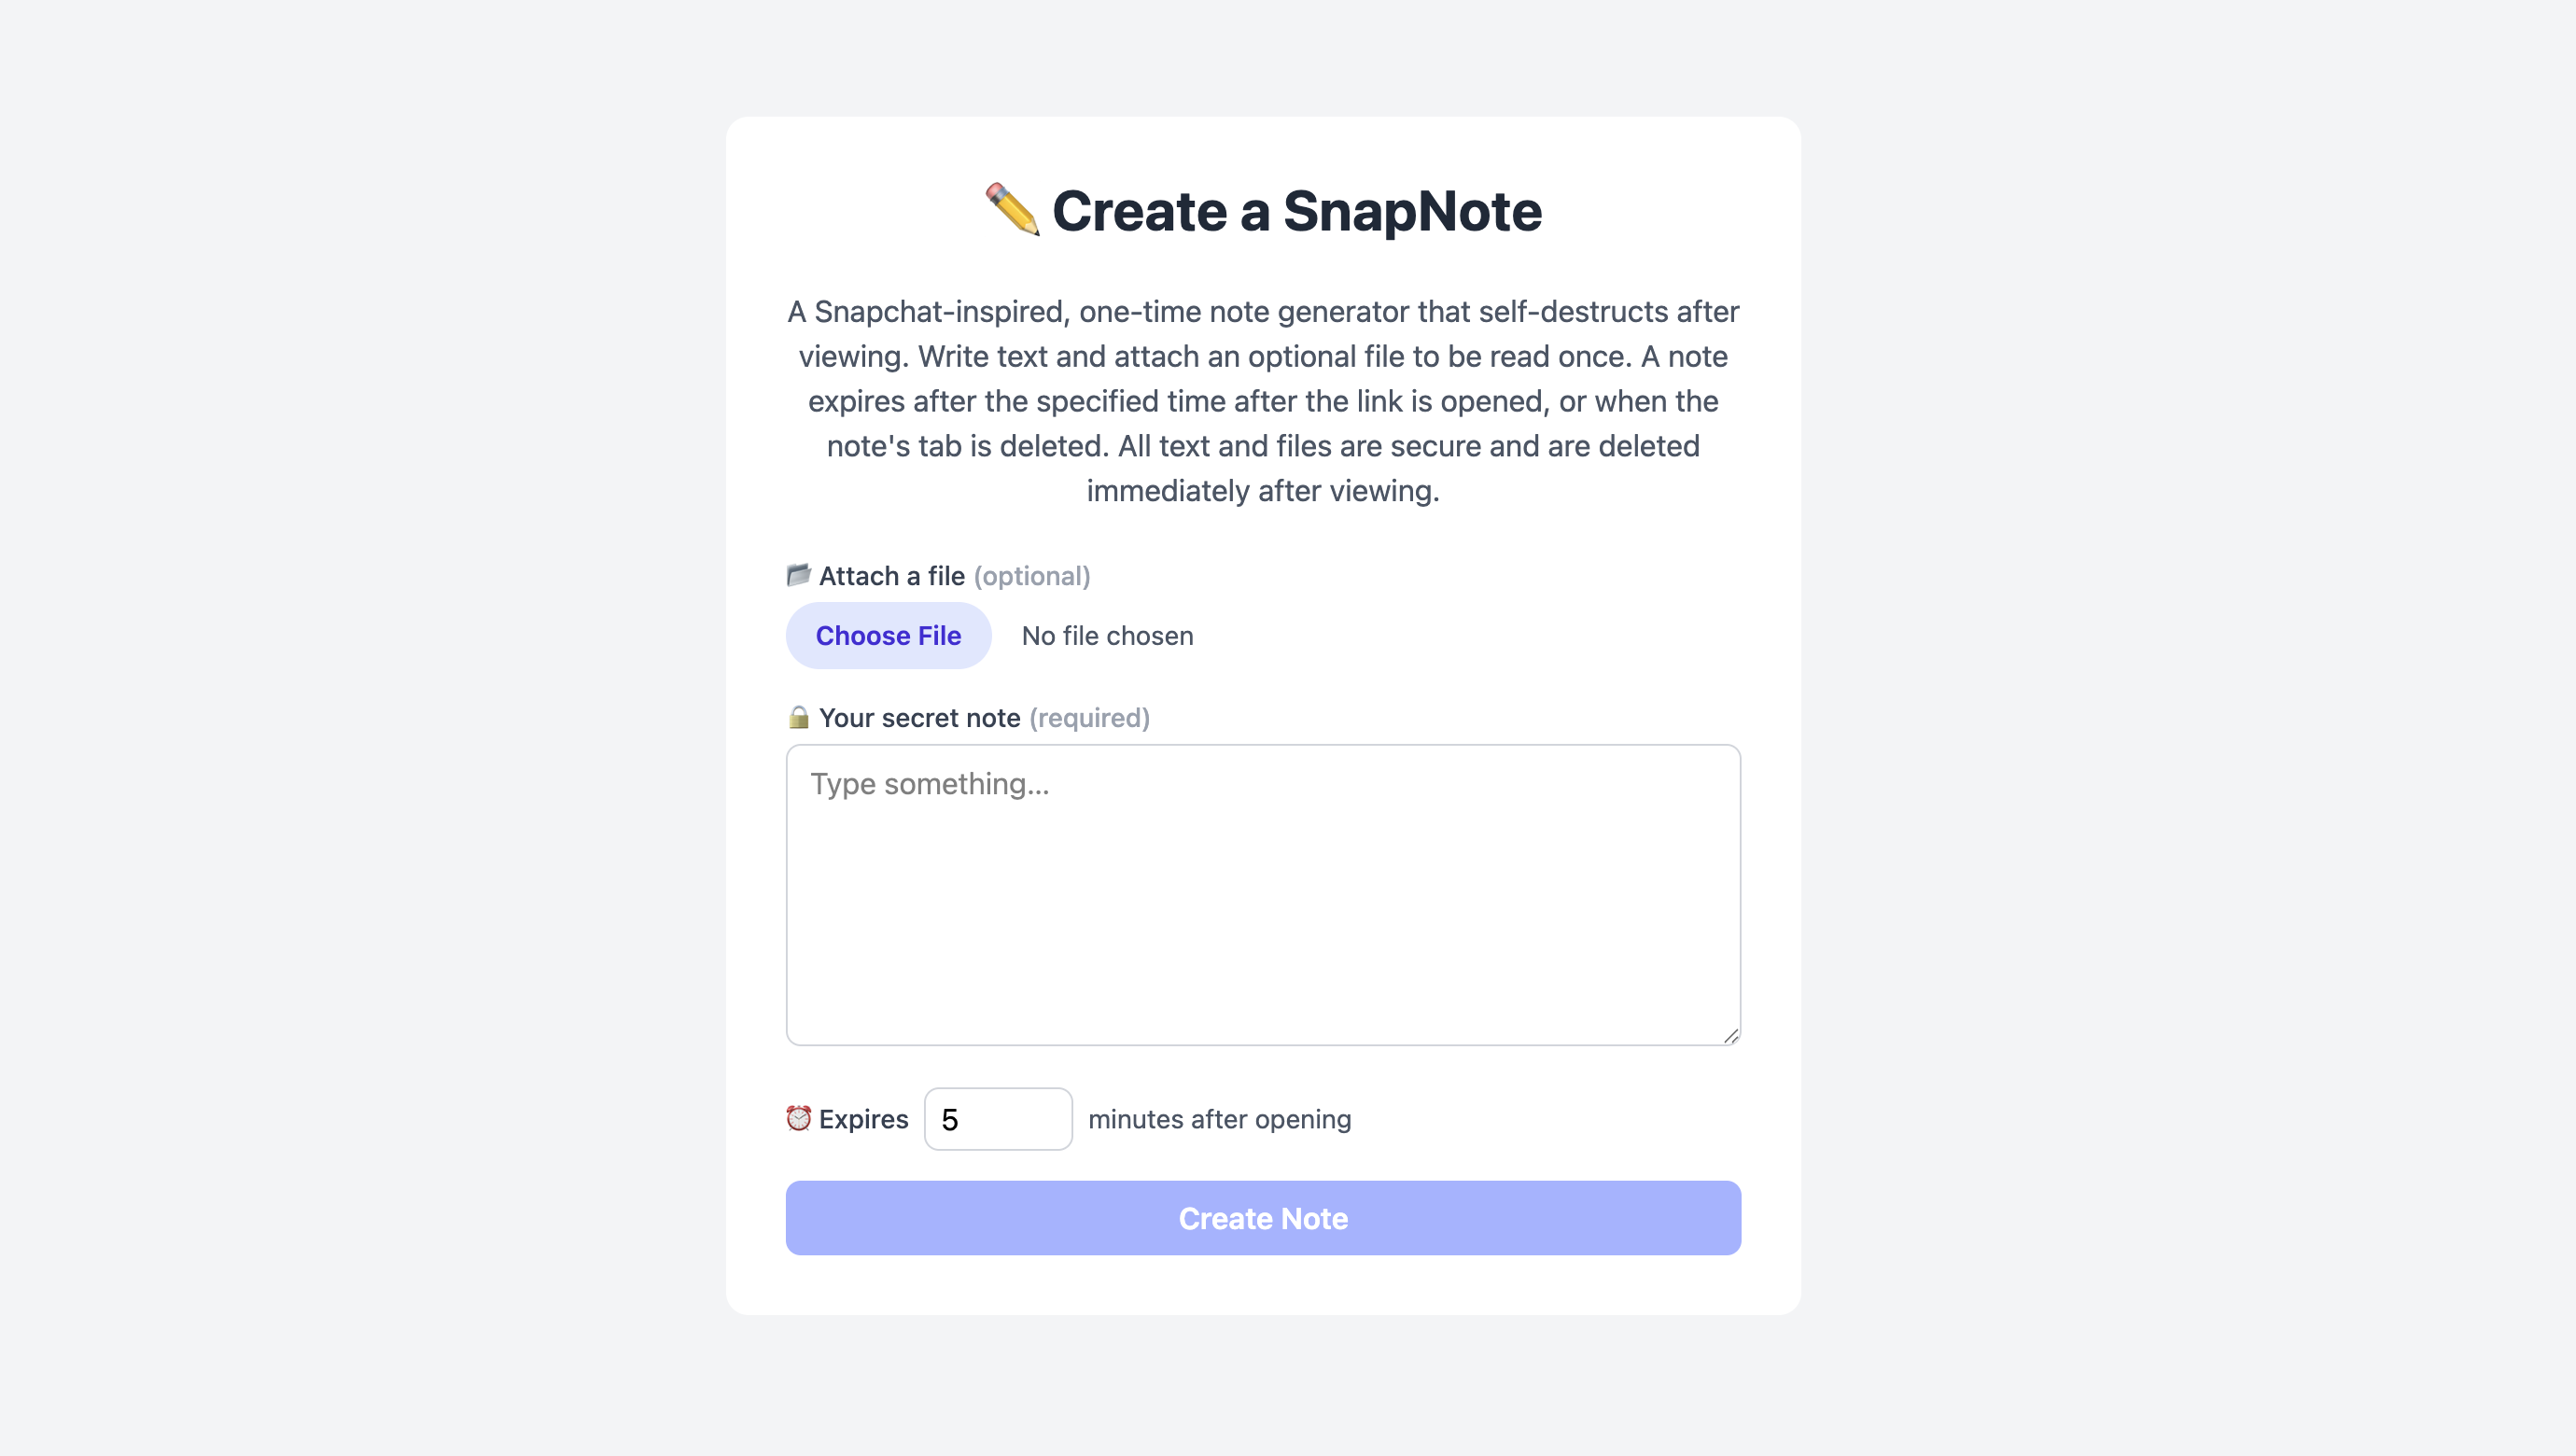 ✏️ Create a SnapNote
A Snapchat-inspired, one-time note generator that self-destructs after
viewing. Write text and attach an optional file to be read once. A note
expires after the specified time after the link is opened, or when the
note's tab is deleted. All text and files are secure and are deleted
immediately after viewing.
📂 Attach a file (optional)
Choose File No file chosen
🔒 Your secret note (required)
Type something...
⏰ Expires 5 minutes after opening
Create Note